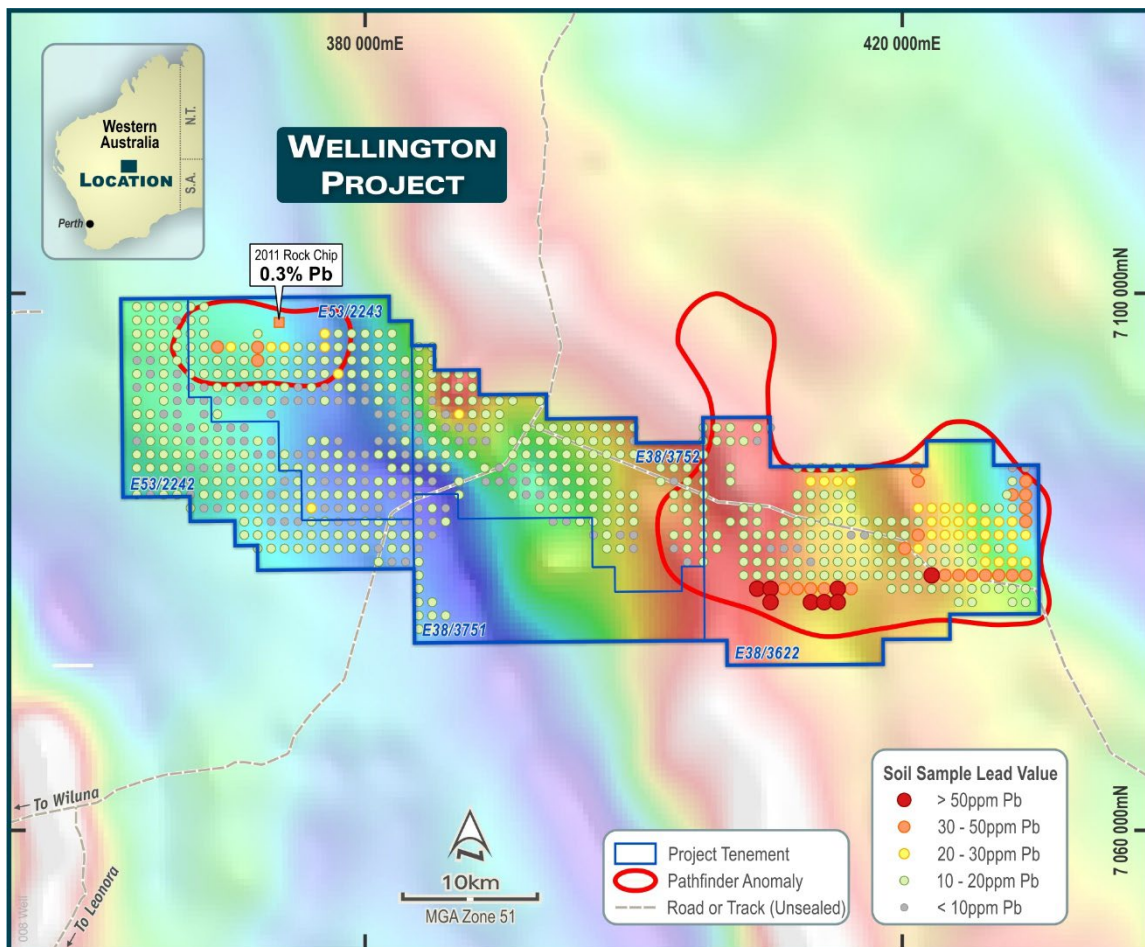 380 000mE
420 000mE
Western
Australia
N.T.
S.A.
LOCATION
Perth
WELLINGTON
PROJECT
2011 Rock Chip
0.3% Pb
7 100 000mN
E53/2243
E53/2242
E38/3752
E38/3751
E38/3622
To Wiluna
To Leonora
7 060 000mN
N
10km
MGA Zone 51
Project Tenement
Pathfinder Anomaly
Road or Track (Unsealed)
Soil Sample Lead Value
> 50ppm Pb
30 - 50ppm Pb
20 - 30ppm Pb
10 - 20ppm Pb
< 10ppm Pb
008 Well